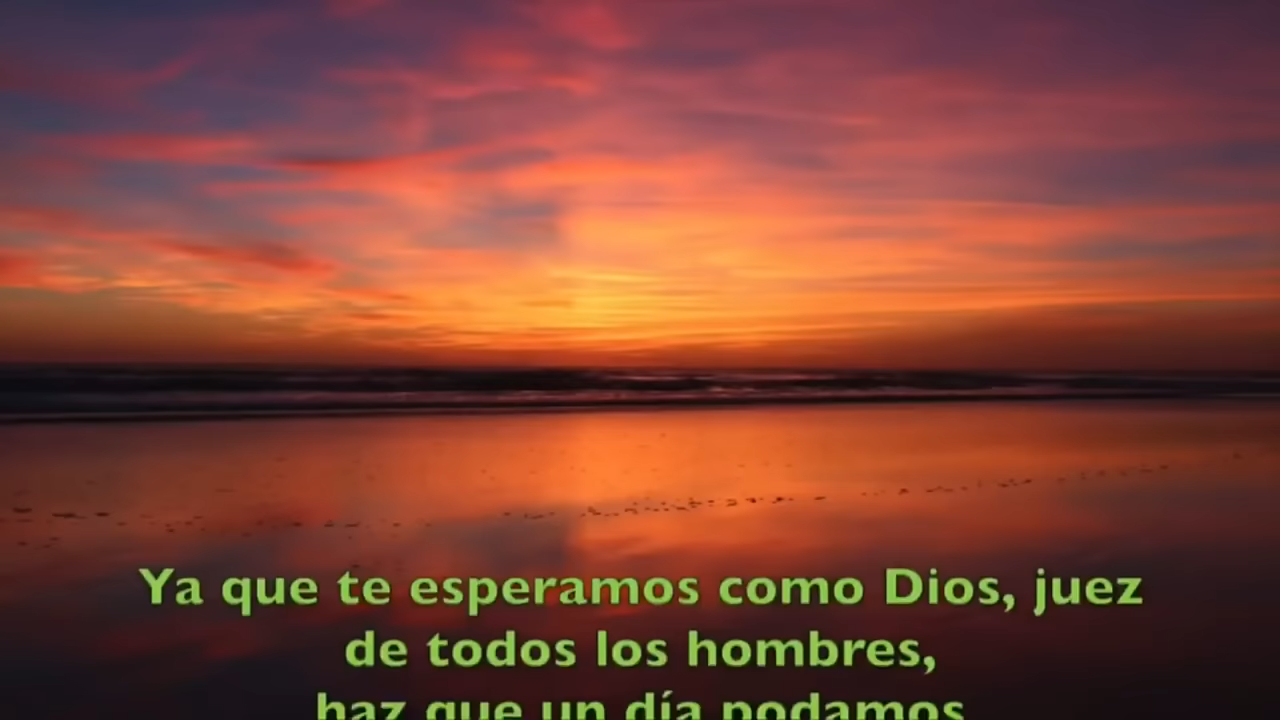 Ya que te esperamos como Dios, juez
de todos los hombres,
haz que un día podamos